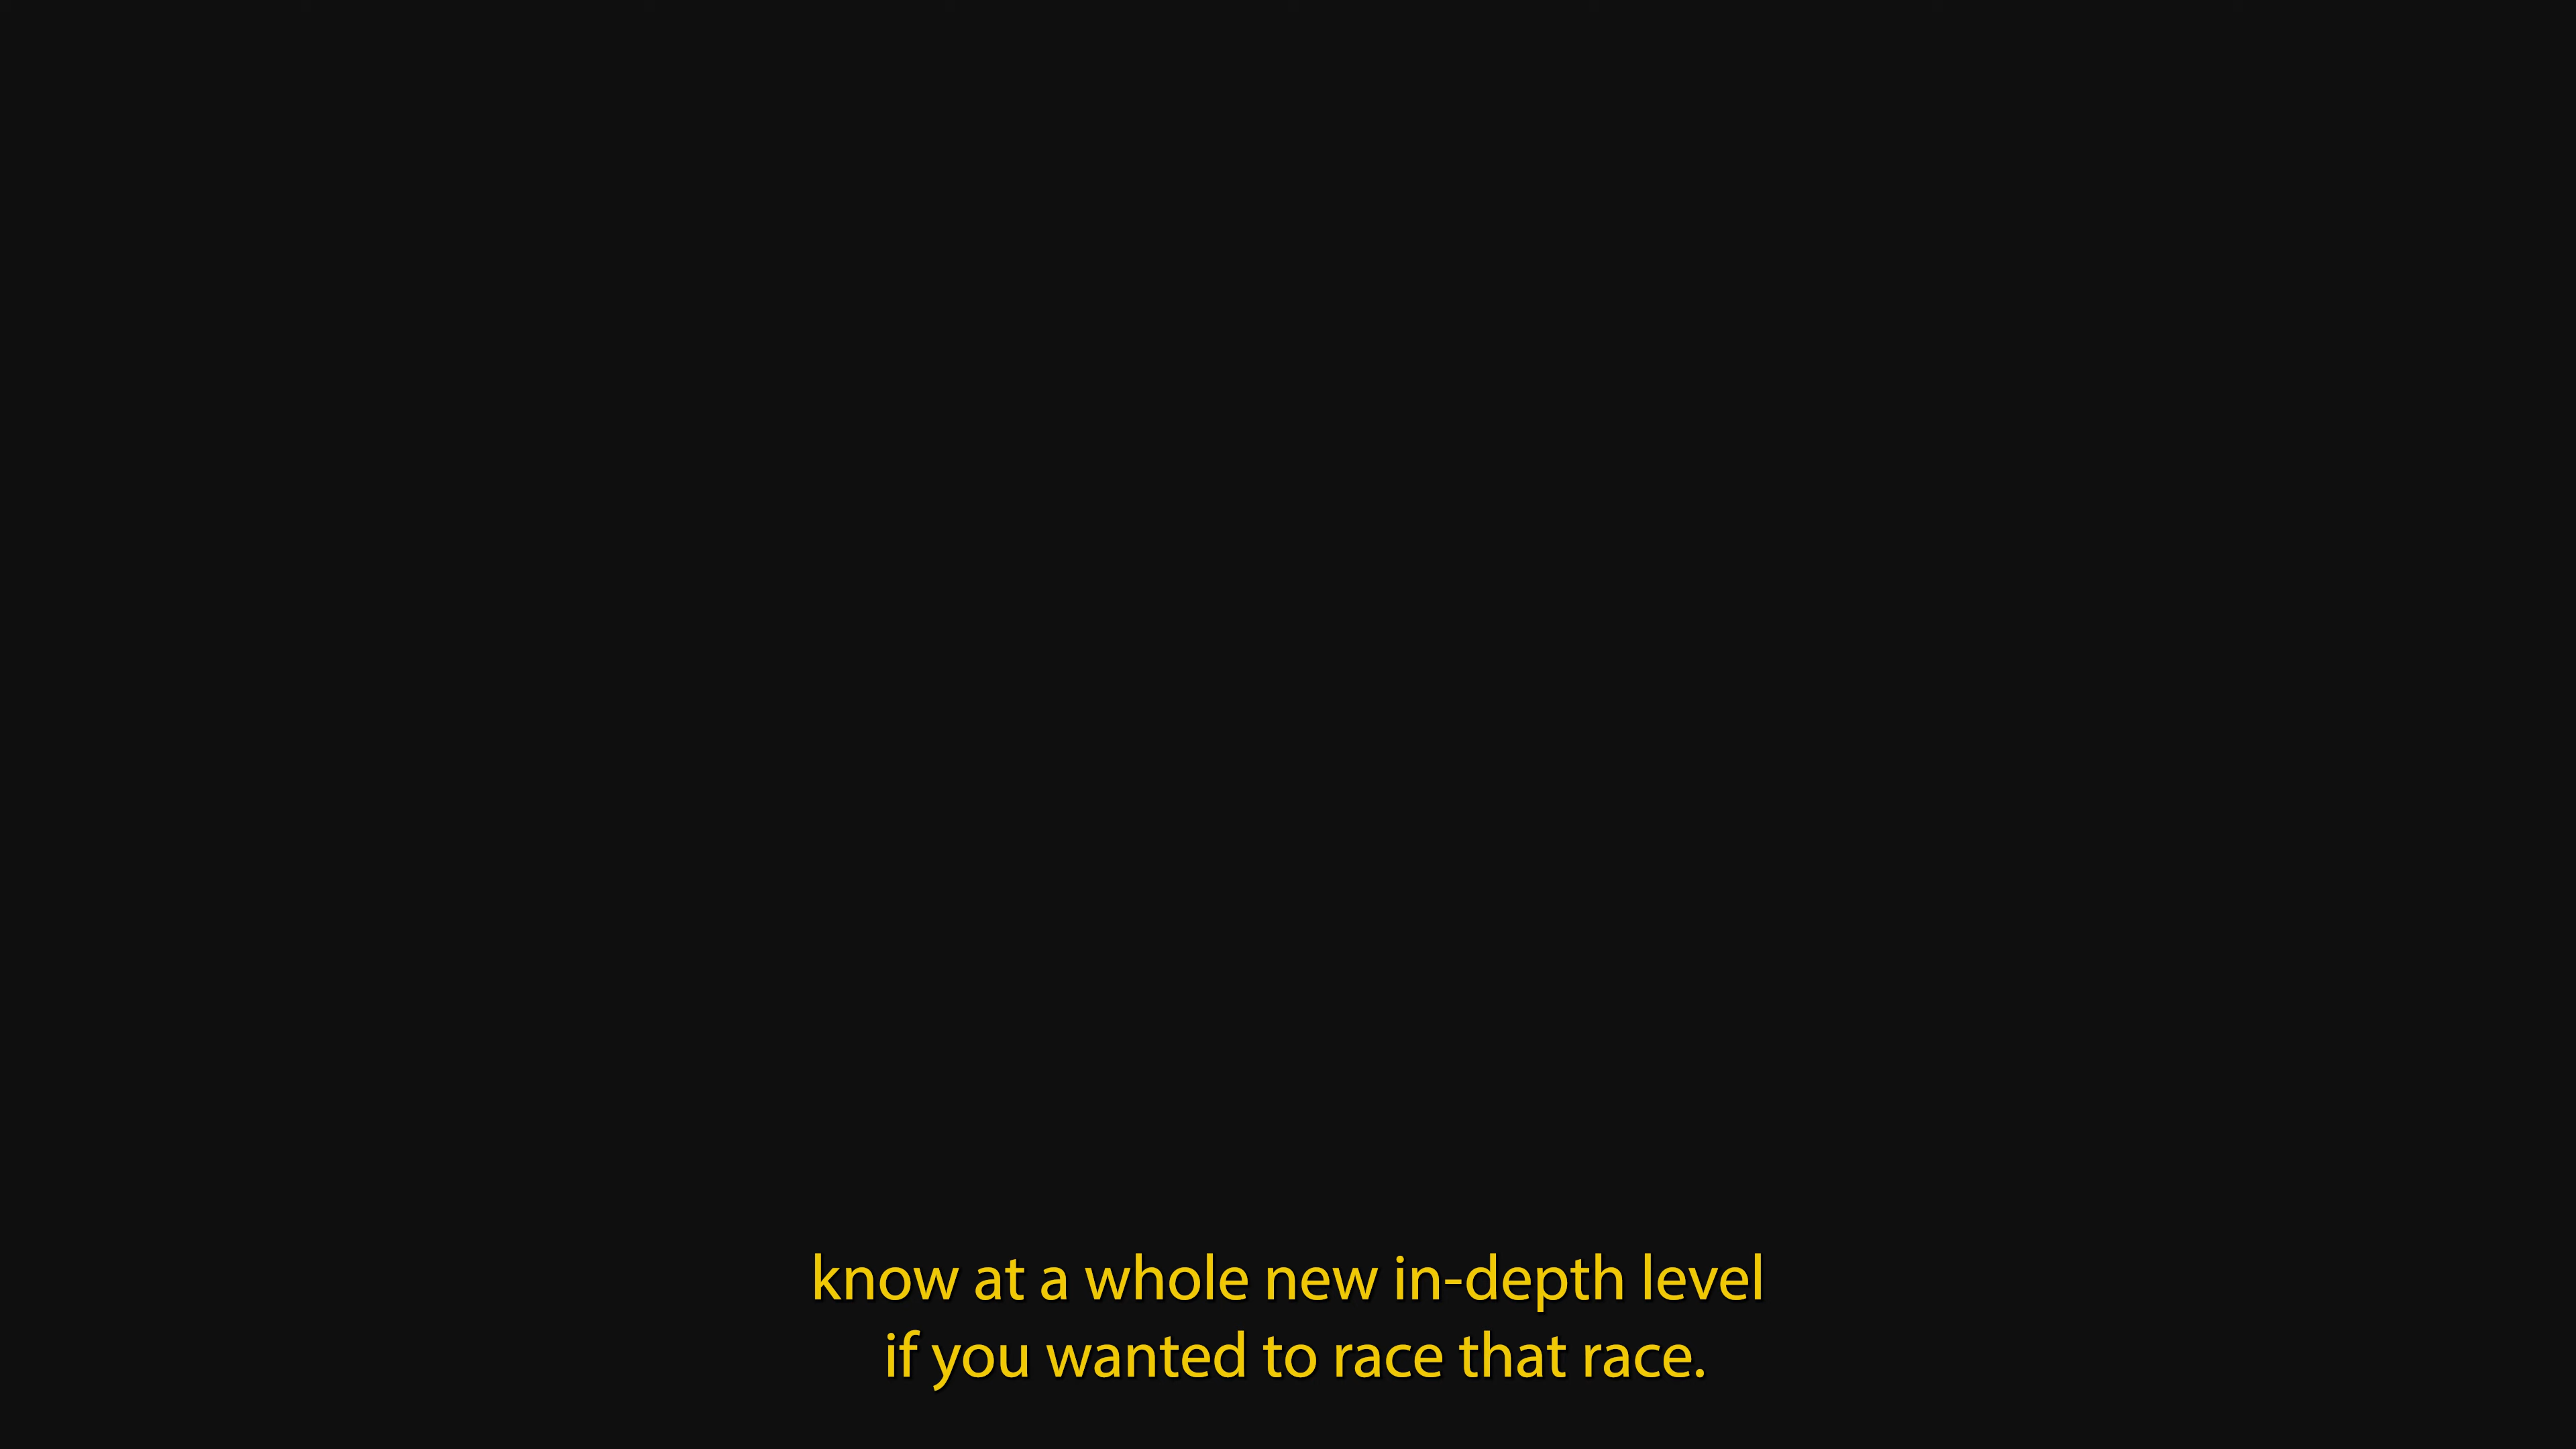 know at a whole new in-depth level
if you wanted to race that race.